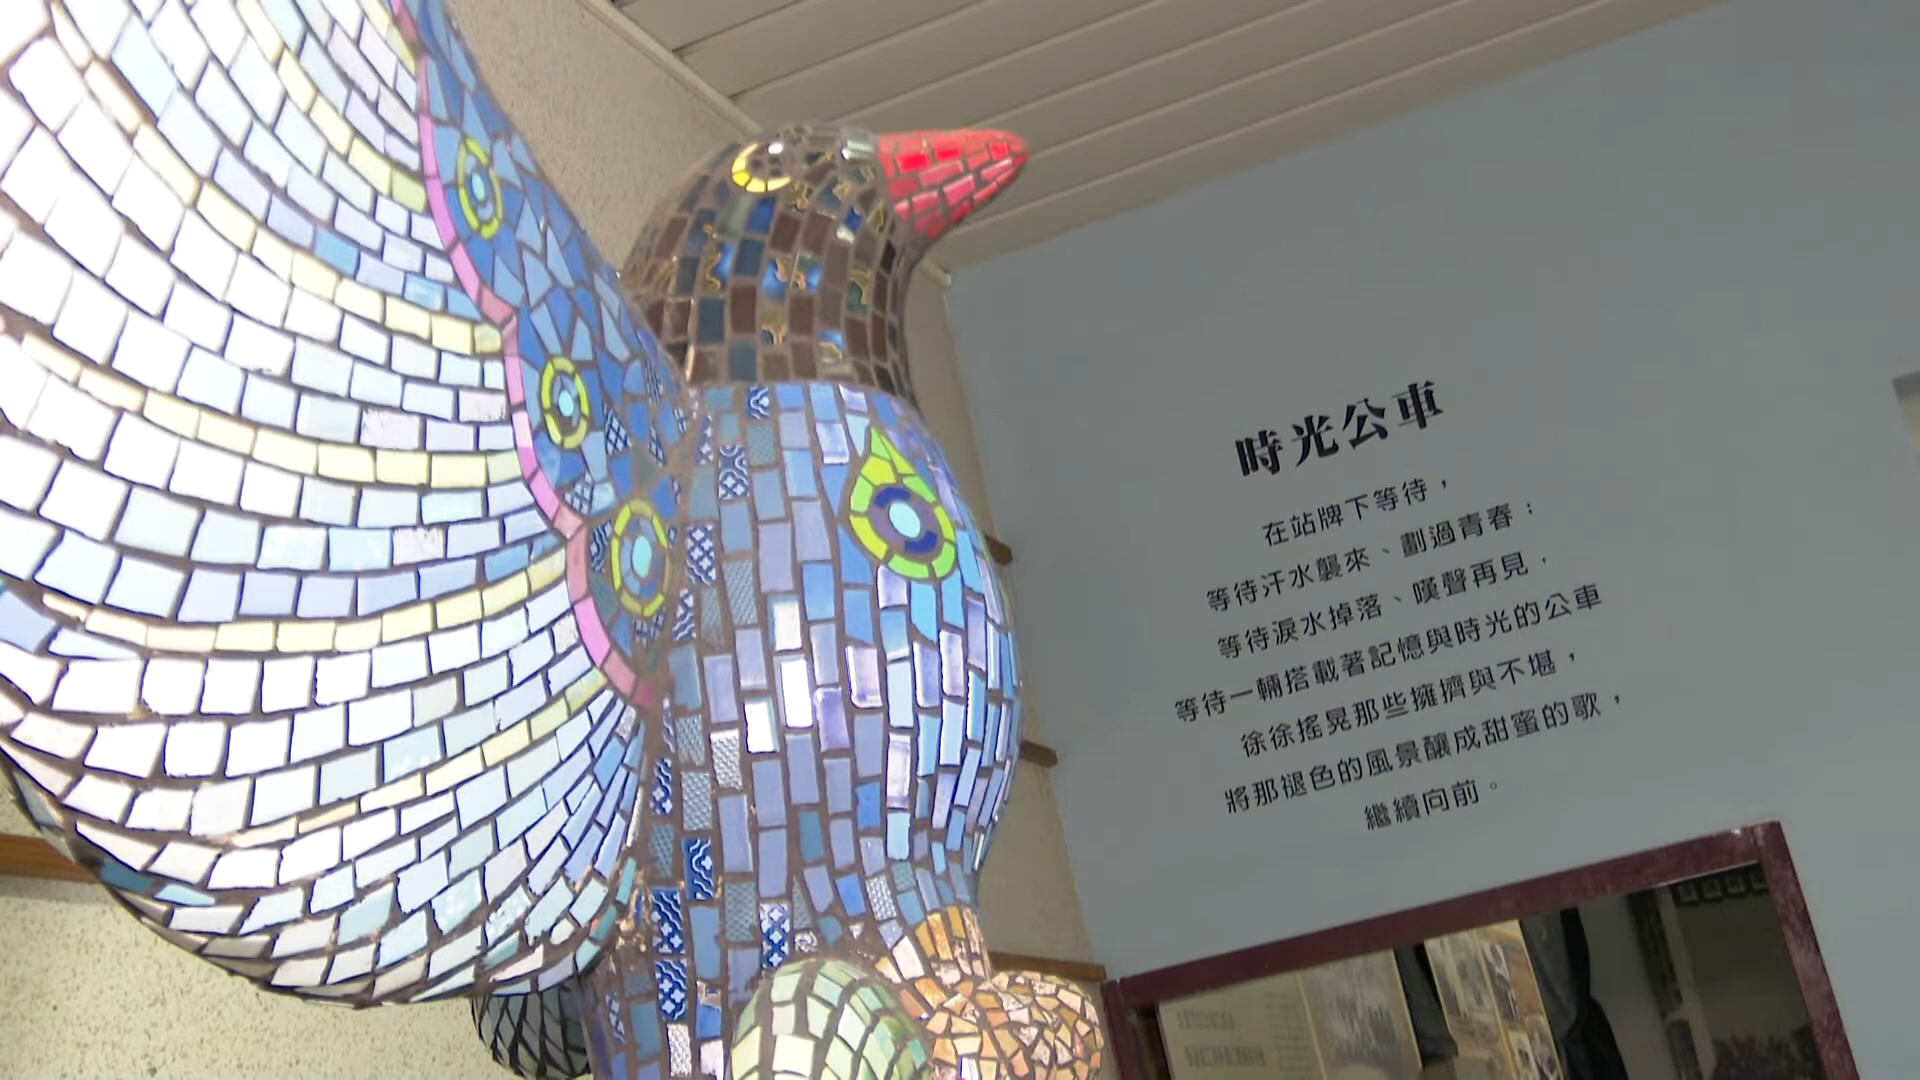 時光公車
在站牌下等待，
等待汗水襲來、劃過青春；
等待淚水掉落、嘆聲再見，
等待一輛搭載著記憶與時光的公車
徐徐搖晃那些擁擠與不堪，
將那褪色的風景釀成甜蜜的歌，
繼續向前。